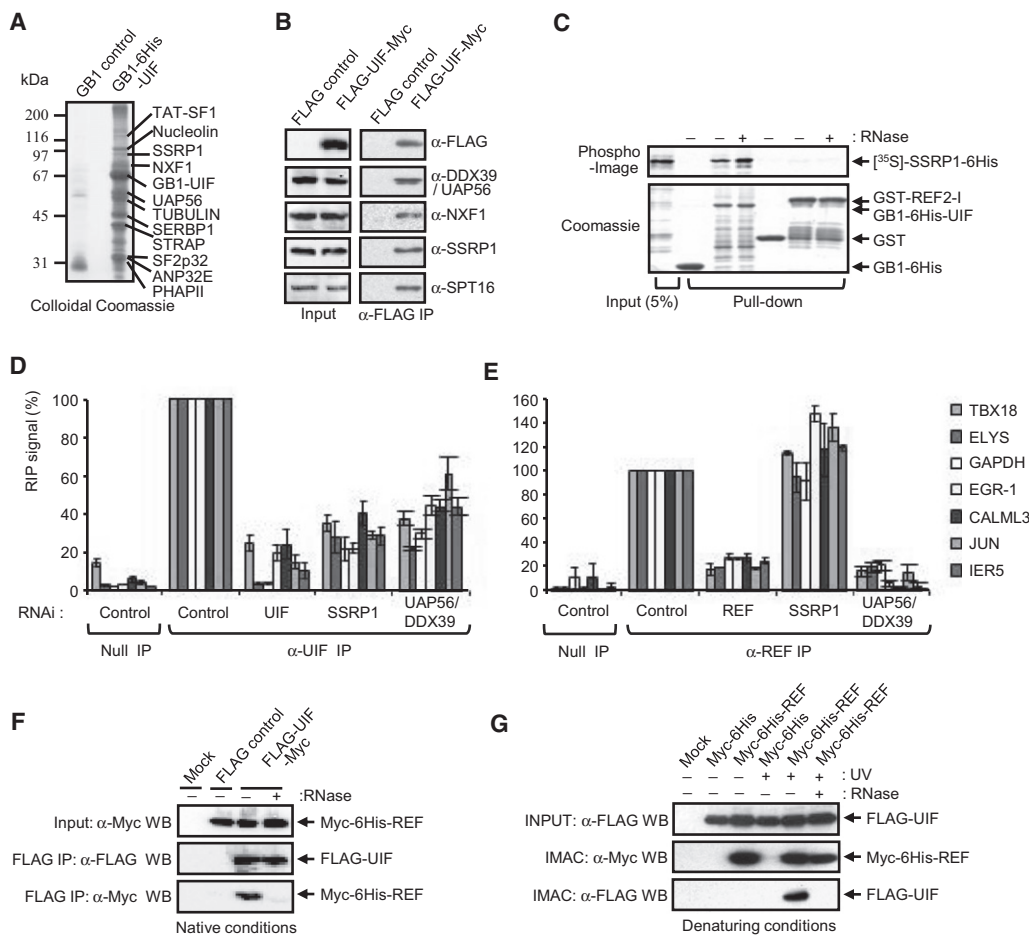 A
kDa
GB1 control
GB1-6His
-UIF
200
116
97
67
45
31
TAT-SF1
Nucleolin
SSRP1
NXF1
GB1-UIF
UAP56
TUBULIN
SERBP1
STRAP
SF2p32
ANP32E
PHAPII
Colloidal Coomassie
B
FLAG control
FLAG-UIF-Myc
FLAG control
FLAG-UIF-Myc
α-FLAG
α-DDX39
/ UAP56
α-NXF1
α-SSRP1
α-SPT16
Input
α-FLAG IP
C
– – + – – + : RNase
Phospho
-Image
[35S]-SSRP1-6His
Coomassie
GST-REF2-I
GB1-6His-UIF
GST
GB1-6His
Input (5%)
Pull-down
D
RIP signal (%)
100
80
60
40
20
0
RNAi :
Control
Control
UIF
SSRP1
UAP56/
DDX39
Null IP
α-UIF IP
E
160
140
120
100
80
60
40
20
0
Control
Control
REF
SSRP1
UAP56/
DDX39
Null IP
α-REF IP
TBX18
ELYS
GAPDH
EGR-1
CALML3
JUN
IER5
F
Mock
FLAG control
FLAG-UIF
-Myc
– – – + :RNase
Input: α-Myc WB
Myc-6His-REF
FLAG IP: α-FLAG WB
FLAG-UIF
FLAG IP: α-Myc WB
Myc-6His-REF
Native conditions
G
Mock
Myc-6His
Myc-6His-REF
Myc-6His
Myc-6His-REF
Myc-6His-REF
– – – + + + : UV
– – – – – + : RNase
INPUT: α-FLAG WB
FLAG-UIF
IMAC: α-Myc WB
Myc-6His-REF
IMAC: α-FLAG WB
FLAG-UIF
Denaturing conditions